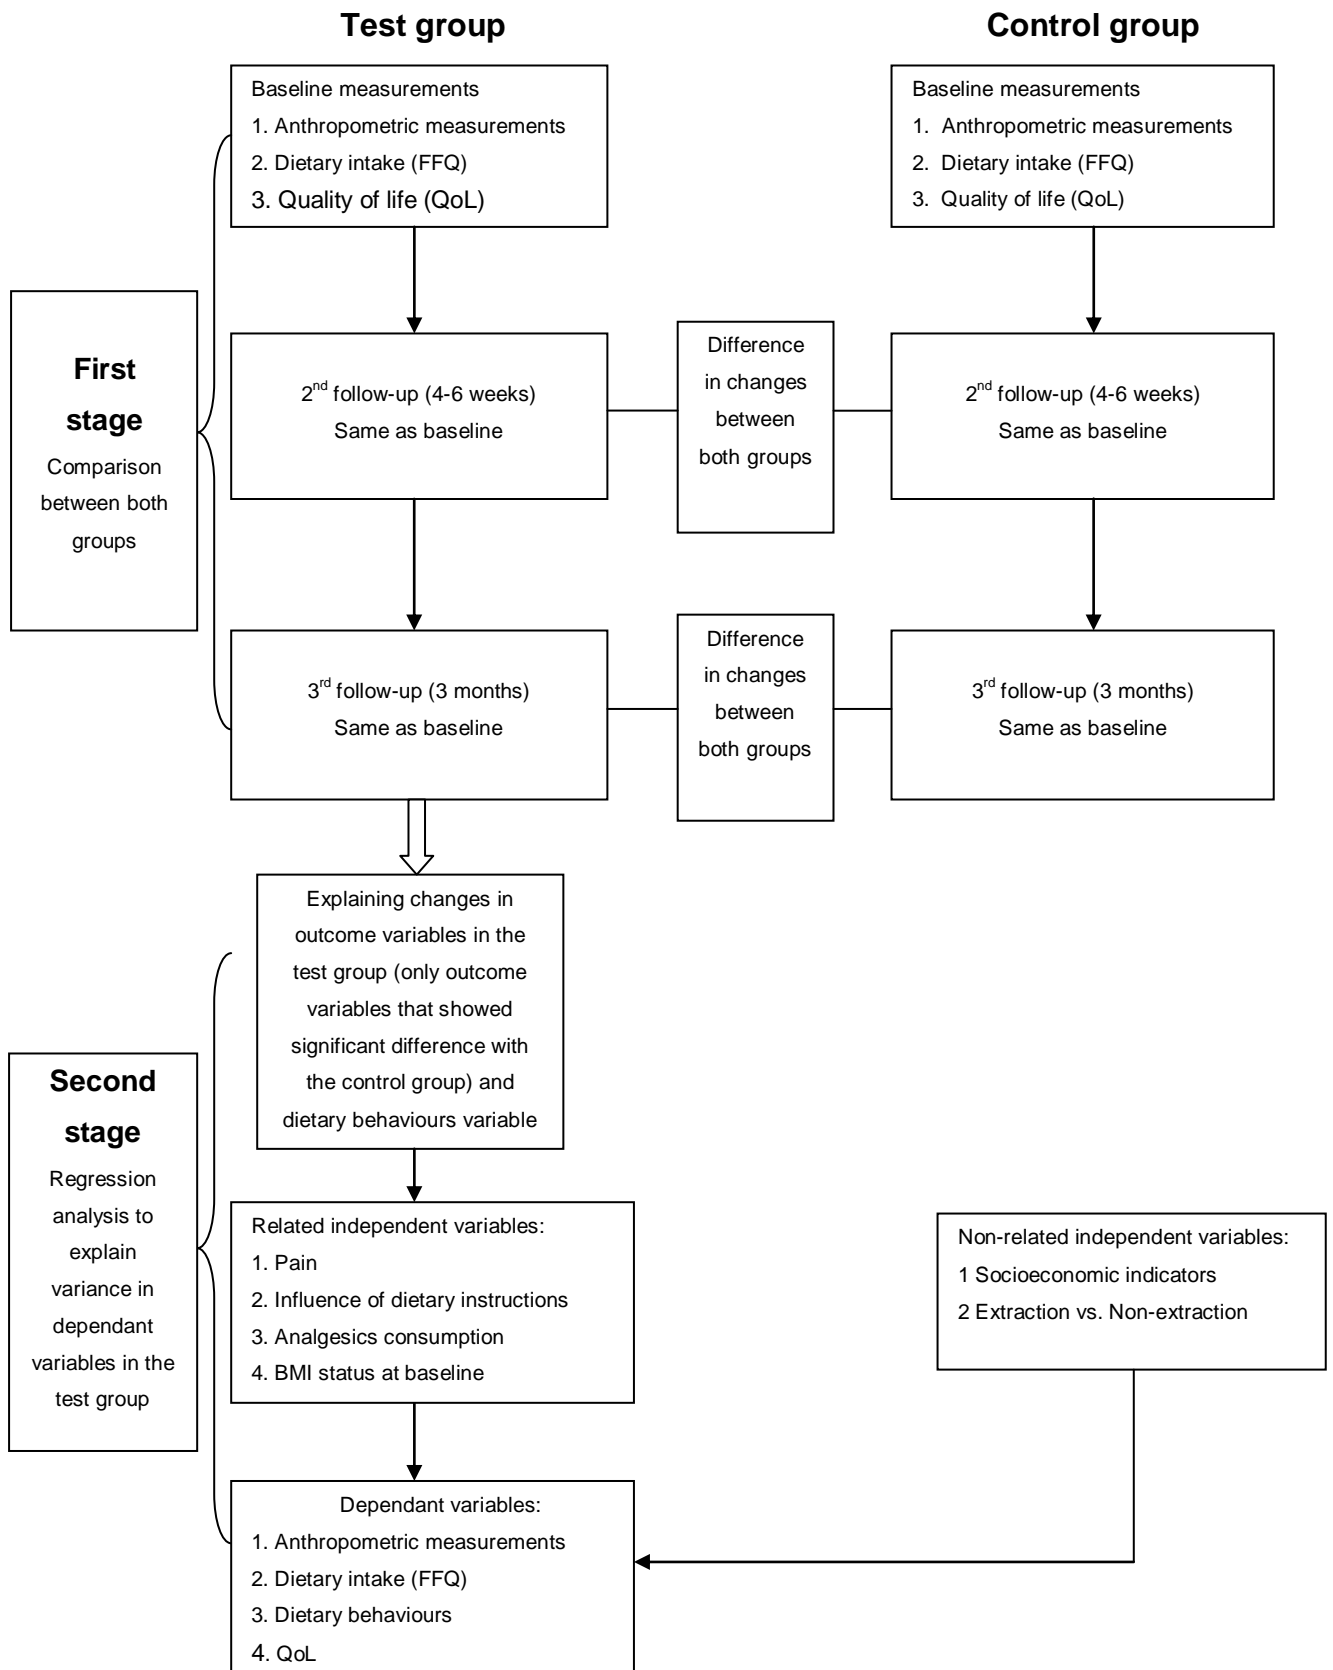 Test group
Control group
Baseline measurements
1. Anthropometric measurements
2. Dietary intake (FFQ)
3. Quality of life (QoL)
Baseline measurements
1. Anthropometric measurements
2. Dietary intake (FFQ)
3. Quality of life (QoL)
First
stage
Comparison
between both
groups
2nd follow-up (4-6 weeks)
Same as baseline
Difference
in changes
between
both groups
2nd follow-up (4-6 weeks)
Same as baseline
3rd follow-up (3 months)
Same as baseline
Difference
in changes
between
both groups
3rd follow-up (3 months)
Same as baseline
Explaining changes in
outcome variables in the
test group (only outcome
variables that showed
significant difference with
the control group) and
dietary behaviours variable
Second
stage
Regression
analysis to
explain
variance in
dependant
variables in the
test group
Related independent variables:
1. Pain
2. Influence of dietary instructions
3. Analgesics consumption
4. BMI status at baseline
Non-related independent variables:
1 Socioeconomic indicators
2 Extraction vs. Non-extraction
Dependant variables:
1. Anthropometric measurements
2. Dietary intake (FFQ)
3. Dietary behaviours
4. QoL